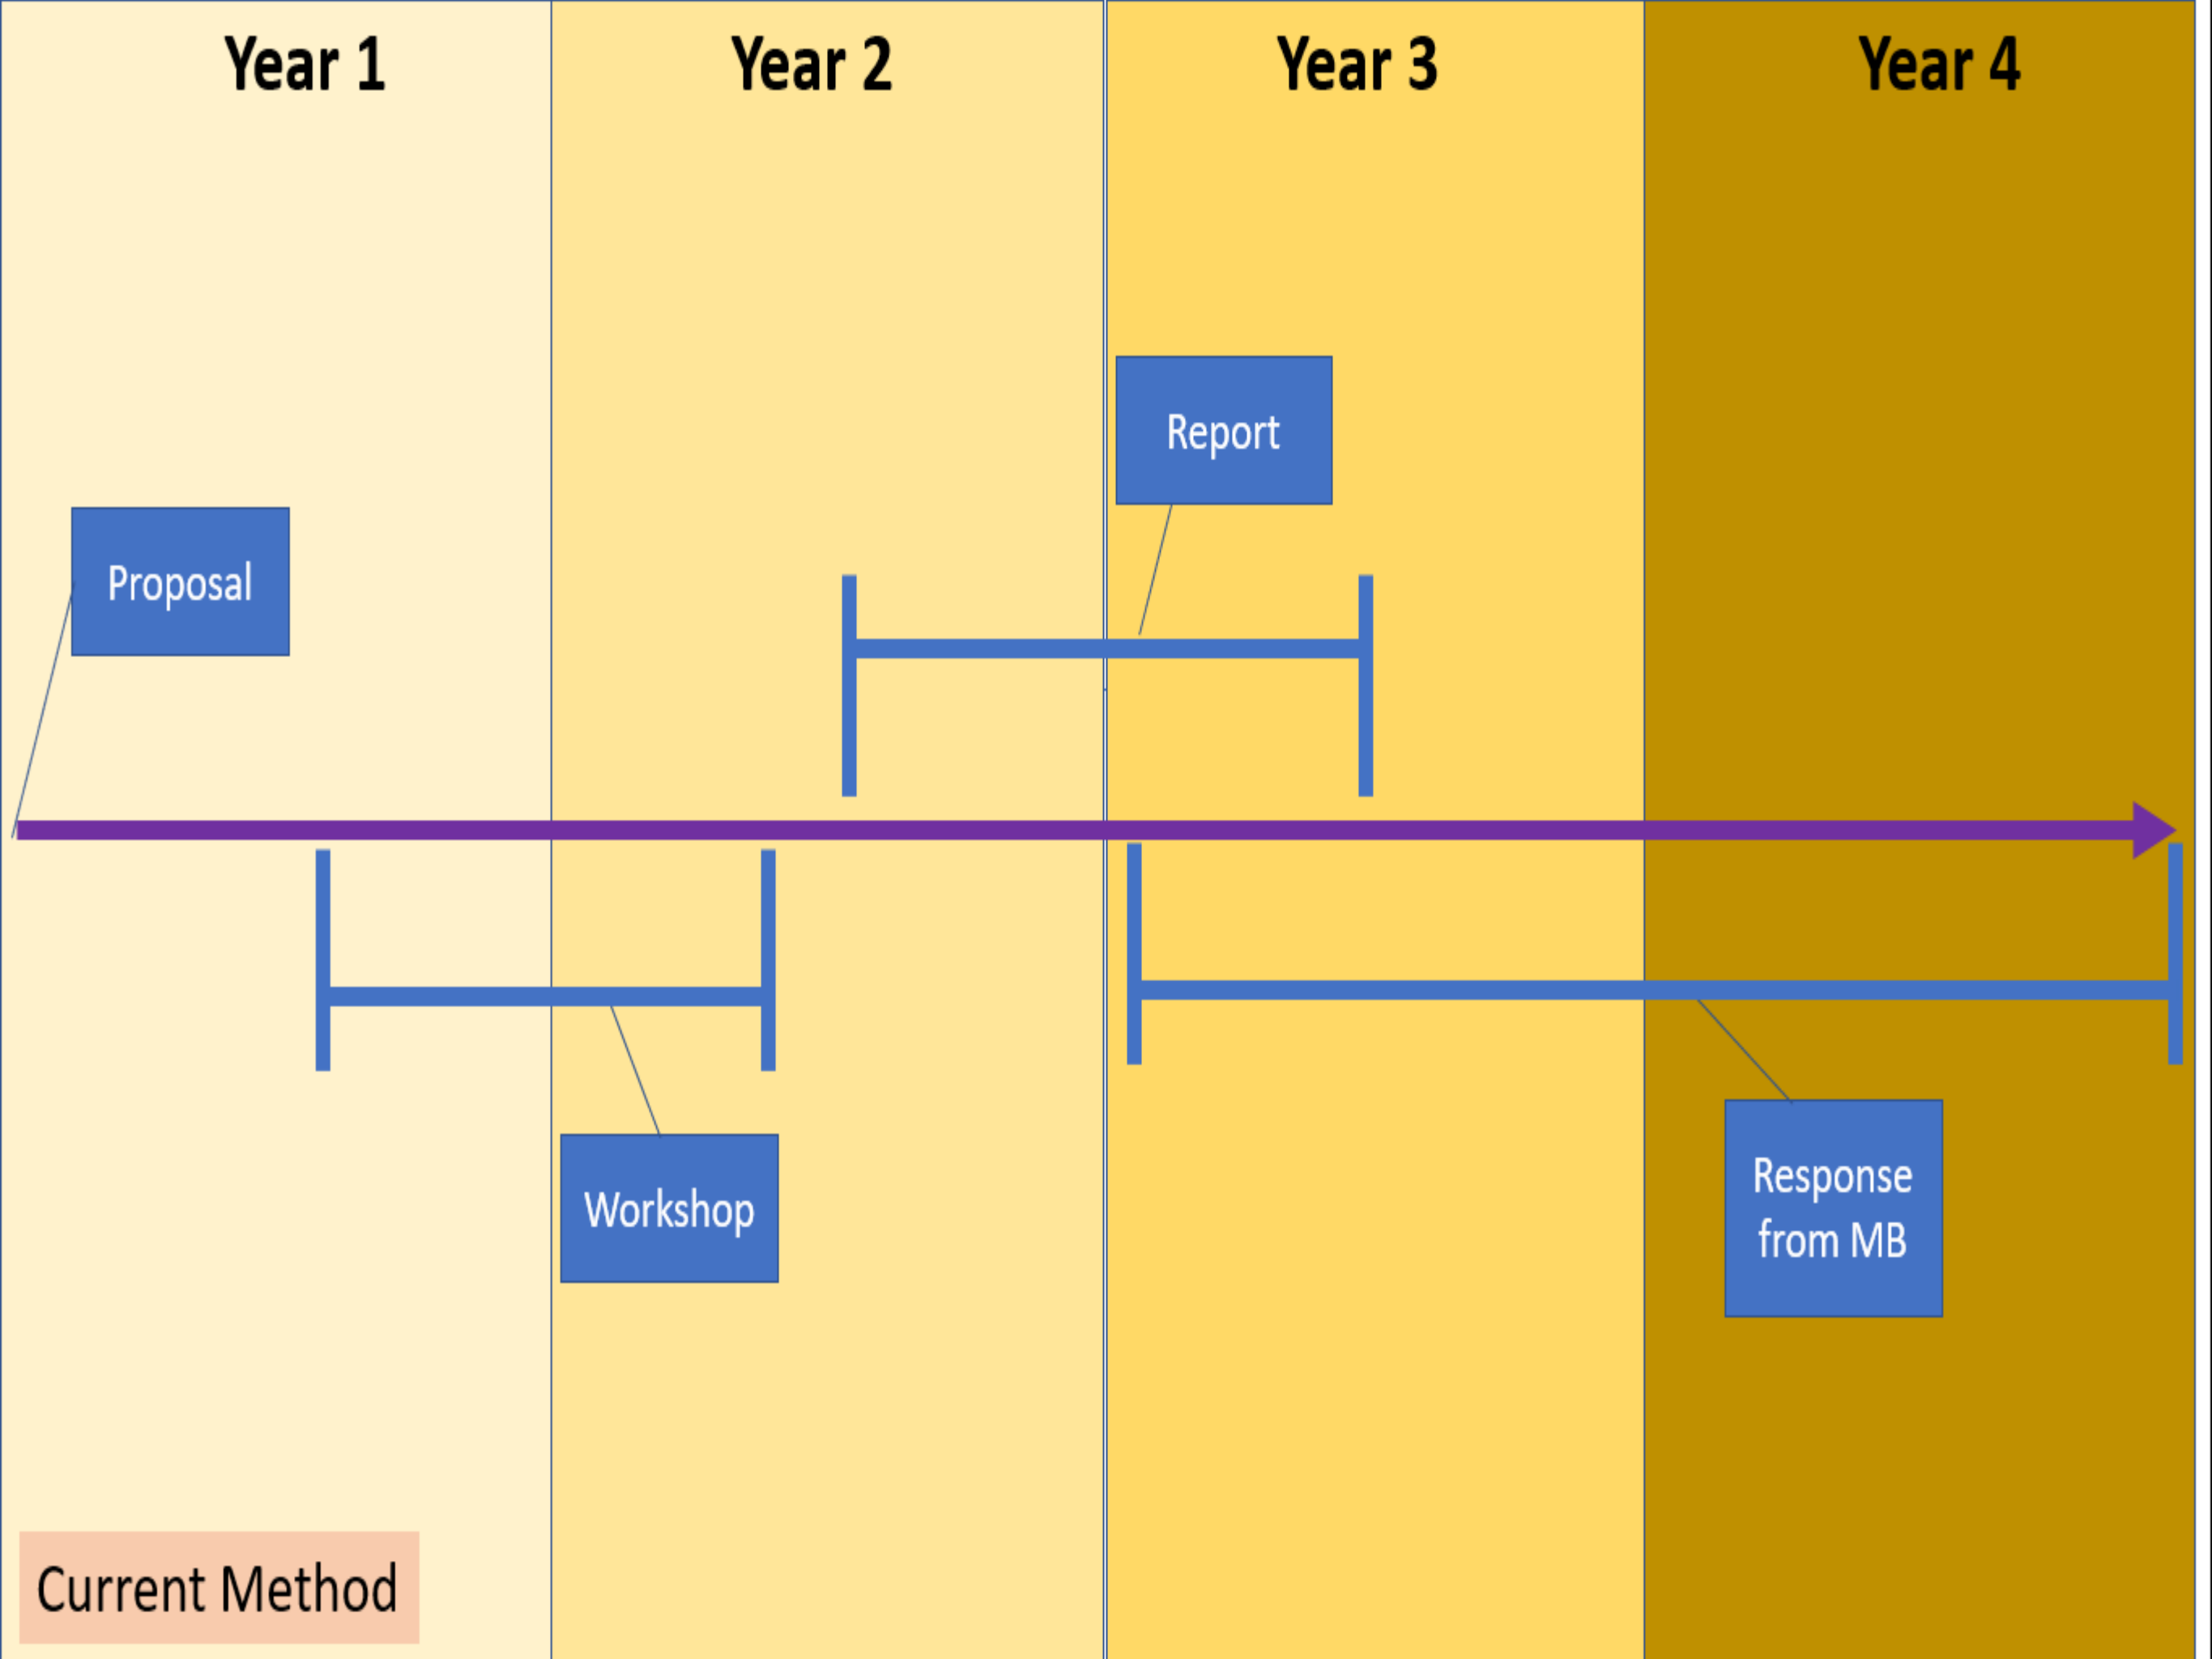 Year 1
Year 2
Year 3
Year 4
Report
Proposal
Workshop
Response
from MB
Current Method